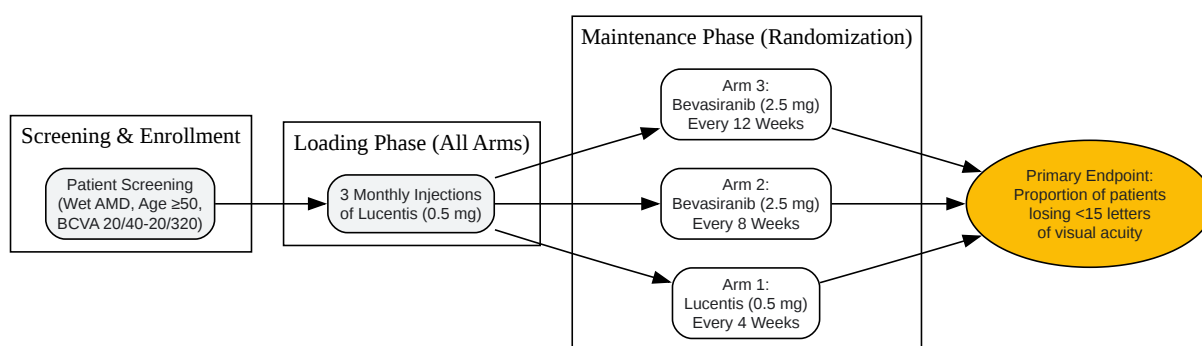 Screening & Enrollment
Patient Screening
(Wet AMD, Age ≥50,
BCVA 20/40-20/320)
Loading Phase (All Arms)
3 Monthly Injections
of Lucentis (0.5 mg)
Maintenance Phase (Randomization)
Arm 3:
Bevasiranib (2.5 mg)
Every 12 Weeks
Arm 2:
Bevasiranib (2.5 mg)
Every 8 Weeks
Arm 1:
Lucentis (0.5 mg)
Every 4 Weeks
Primary Endpoint:
Proportion of patients
losing <15 letters
of visual acuity